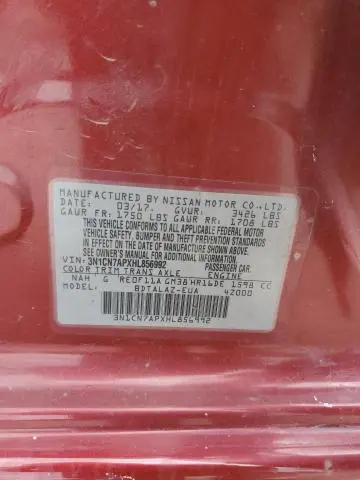 MANUFACTURED BY NISSAN MOTOR CO.,LTD.
DATE: 03/17. GVUR: 3426 LBS
GAUR FR: 1750 LBS GAUR RR: 1708 LBS
THIS VEHICLE CONFORMS TO ALL APPLICABLE FEDERAL MOTOR
VEHICLE SAFETY, BUMPER AND THEFT PREVENTION STANDARDS
IN EFFECT ON THE DATE OF MANUFACTURE SHOWN ABOVE.
SEE OWNER'S MANUAL FOR ADDITIONAL INFORMATION
VIN: 3N1CN7APXHL856992 PASSENGER CAR
COLOR TRIM TRANS AXLE ENGINE
NAH G RE0F11A GM38 HR16DE 1598 CC
MODEL: BDTALAZ-EUA 42000
3N1CN7APXHL856992